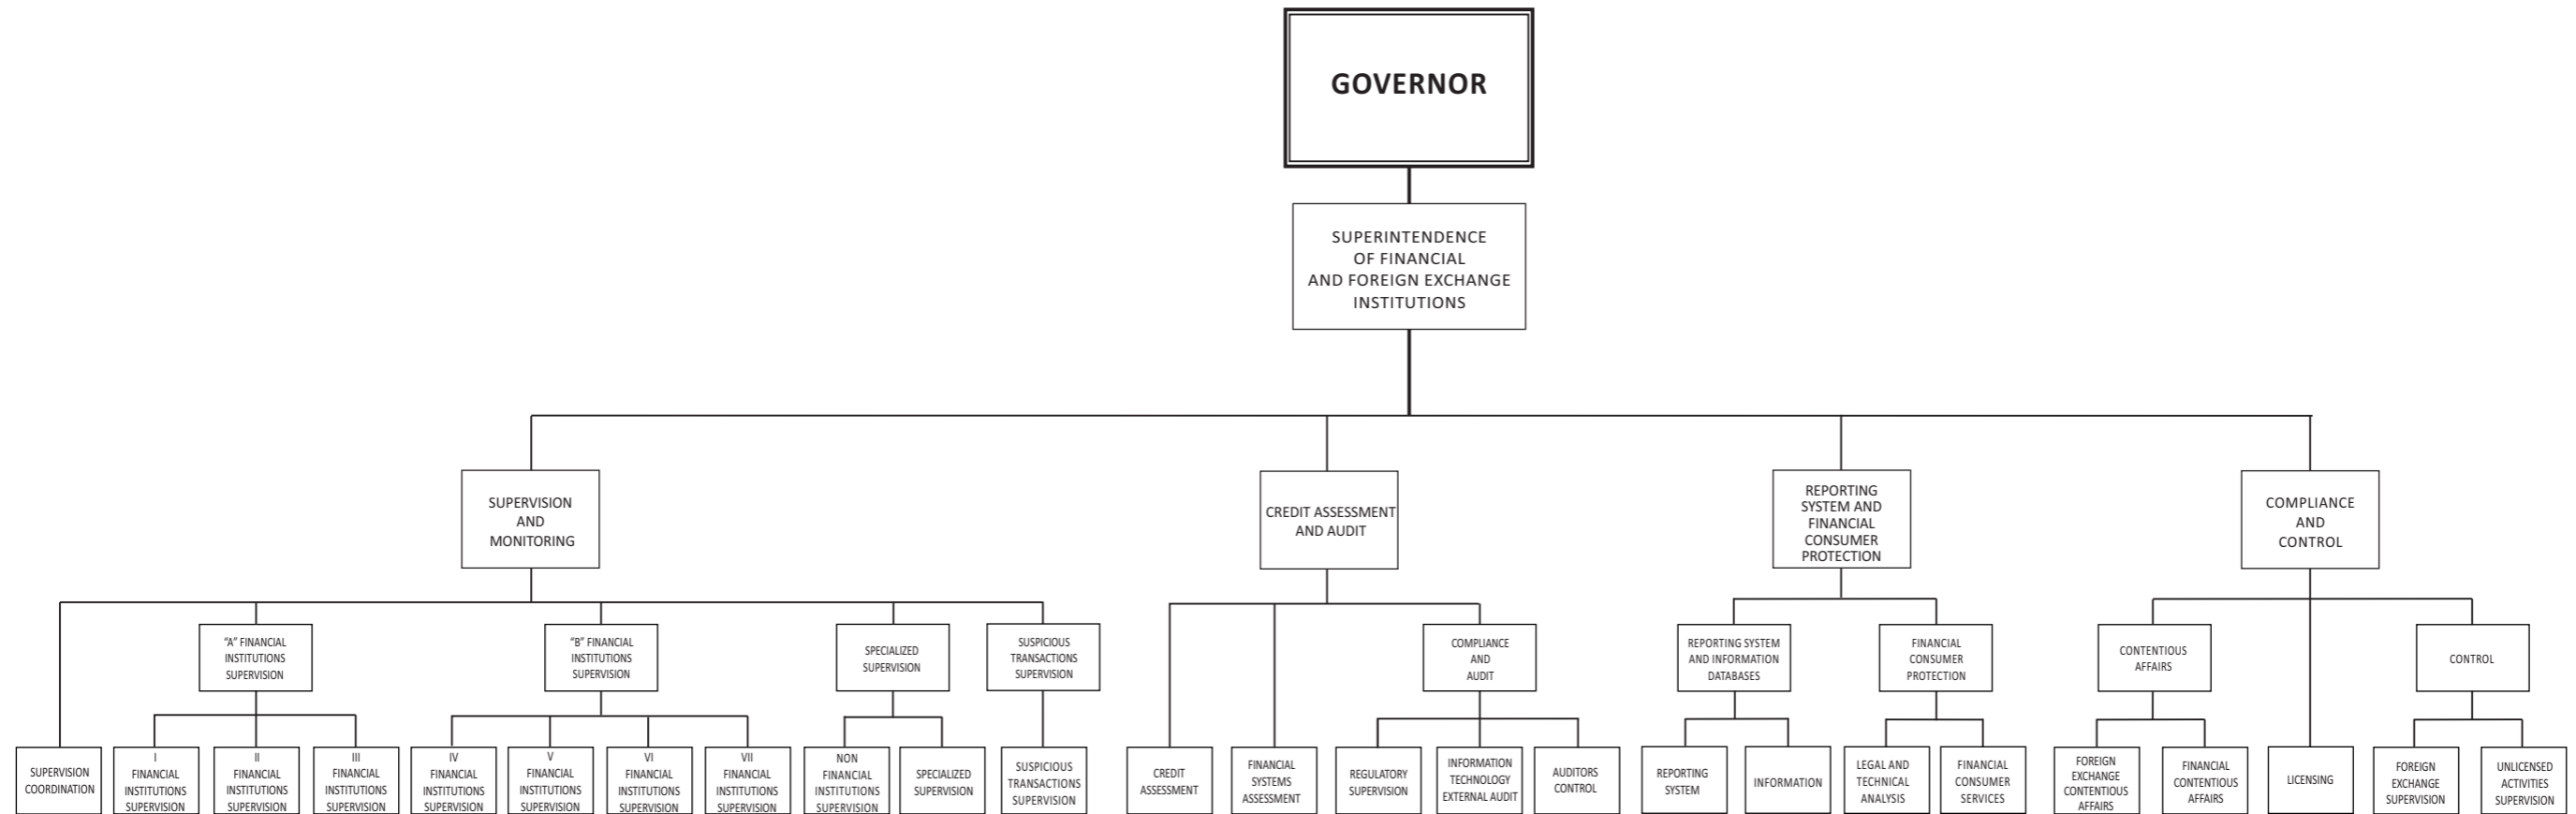 GOVERNOR
SUPERINTENDENCE
OF FINANCIAL
AND FOREIGN EXCHANGE
INSTITUTIONS
SUPERVISION
AND
MONITORING
CREDIT ASSESSMENT
AND AUDIT
REPORTING
SYSTEM AND
FINANCIAL
CONSUMER
PROTECTION
COMPLIANCE
AND
CONTROL
"A" FINANCIAL
INSTITUTIONS
SUPERVISION
"B" FINANCIAL
INSTITUTIONS
SUPERVISION
SPECIALIZED
SUPERVISION
SUSPICIOUS
TRANSACTIONS
SUPERVISION
COMPLIANCE
AND
AUDIT
REPORTING SYSTEM
AND INFORMATION
DATABASES
FINANCIAL
CONSUMER
PROTECTION
CONTENTIOUS
AFFAIRS
CONTROL
SUPERVISION
COORDINATION
I
FINANCIAL
INSTITUTIONS
SUPERVISION
II
FINANCIAL
INSTITUTIONS
SUPERVISION
III
FINANCIAL
INSTITUTIONS
SUPERVISION
IV
FINANCIAL
INSTITUTIONS
SUPERVISION
V
FINANCIAL
INSTITUTIONS
SUPERVISION
VI
FINANCIAL
INSTITUTIONS
SUPERVISION
VII
FINANCIAL
INSTITUTIONS
SUPERVISION
NON
FINANCIAL
INSTITUTIONS
SUPERVISION
SPECIALIZED
SUPERVISION
SUSPICIOUS
TRANSACTIONS
SUPERVISION
CREDIT
ASSESSMENT
FINANCIAL
SYSTEMS
ASSESSMENT
REGULATORY
SUPERVISION
INFORMATION
TECHNOLOGY
EXTERNAL AUDIT
AUDITORS
CONTROL
REPORTING
SYSTEM
INFORMATION
LEGAL AND
TECHNICAL
ANALYSIS
FINANCIAL
CONSUMER
SERVICES
FOREIGN
EXCHANGE
CONTENTIOUS
AFFAIRS
FINANCIAL
CONTENTIOUS
AFFAIRS
LICENSING
FOREIGN
EXCHANGE
SUPERVISION
UNLICENSED
ACTIVITIES
SUPERVISION